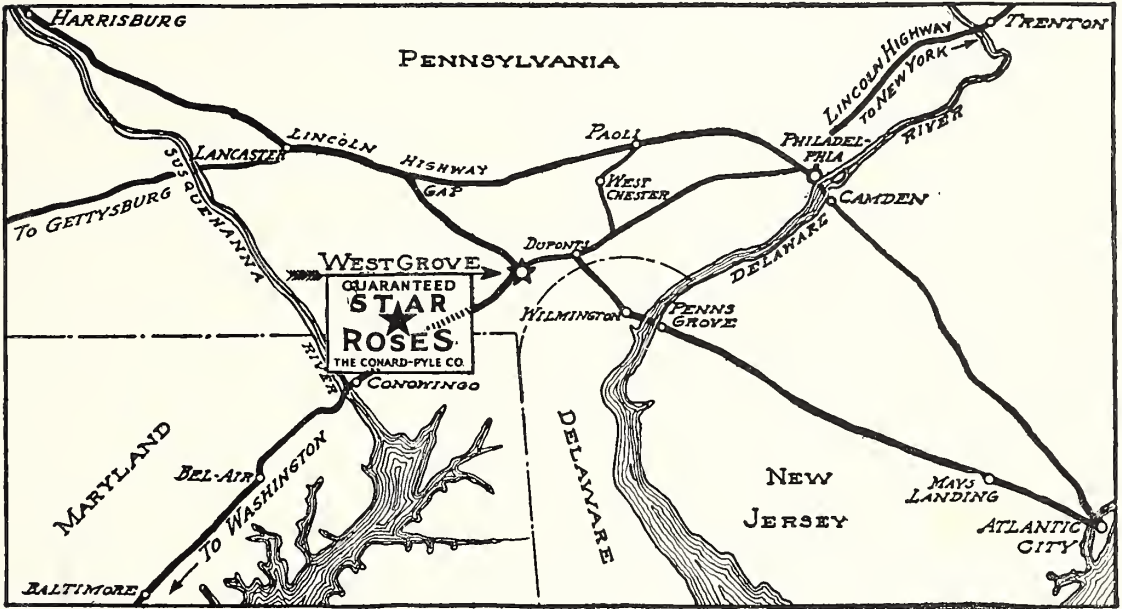 HARRISBURG
TRENTON
PENNSYLVANIA
LINCOLN HIGHWAY
TO NEW YORK
PAOLI
PHILADEL-
PHIA
RIVER
LINCOLN
HIGHWAY
LANCASTER
GAP
WEST
CHESTER
CAMDEN
TO GETTYSBURG
SUSQUEHANNA
RIVER
DUPONTS
DELAWARE
WEST GROVE
GUARANTEED
STAR
ROSES
THE CONARD-PYLE CO.
WILMINGTON
PENNS
GROVE
CONOWINGO
MARYLAND
BEL-AIR
TO WASHINGTON
DELAWARE
NEW
JERSEY
MAYS
LANDING
ATLANTIC
CITY
BALTIMORE